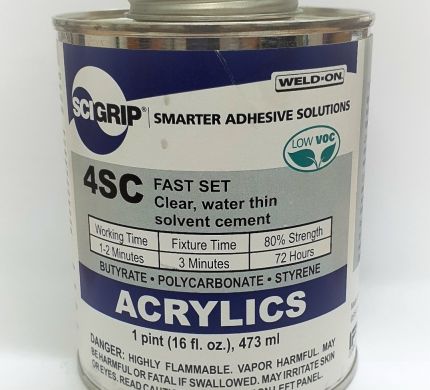 SCIGRIP®
WELD-ON
SMARTER ADHESIVE SOLUTIONS
LOW VOC
4SC FAST SET
Clear, water thin
solvent cement
Working Time Fixture Time 80% Strength
1-2 Minutes 3 Minutes 72 Hours
BUTYRATE • POLYCARBONATE • STYRENE
ACRYLICS
1 pint (16 fl. oz.), 473 ml
DANGER: HIGHLY FLAMMABLE. VAPOR HARMFUL. MAY
BE HARMFUL OR FATAL IF SWALLOWED. MAY IRRITATE SKIN
OR EYES. READ LEFT PANEL.